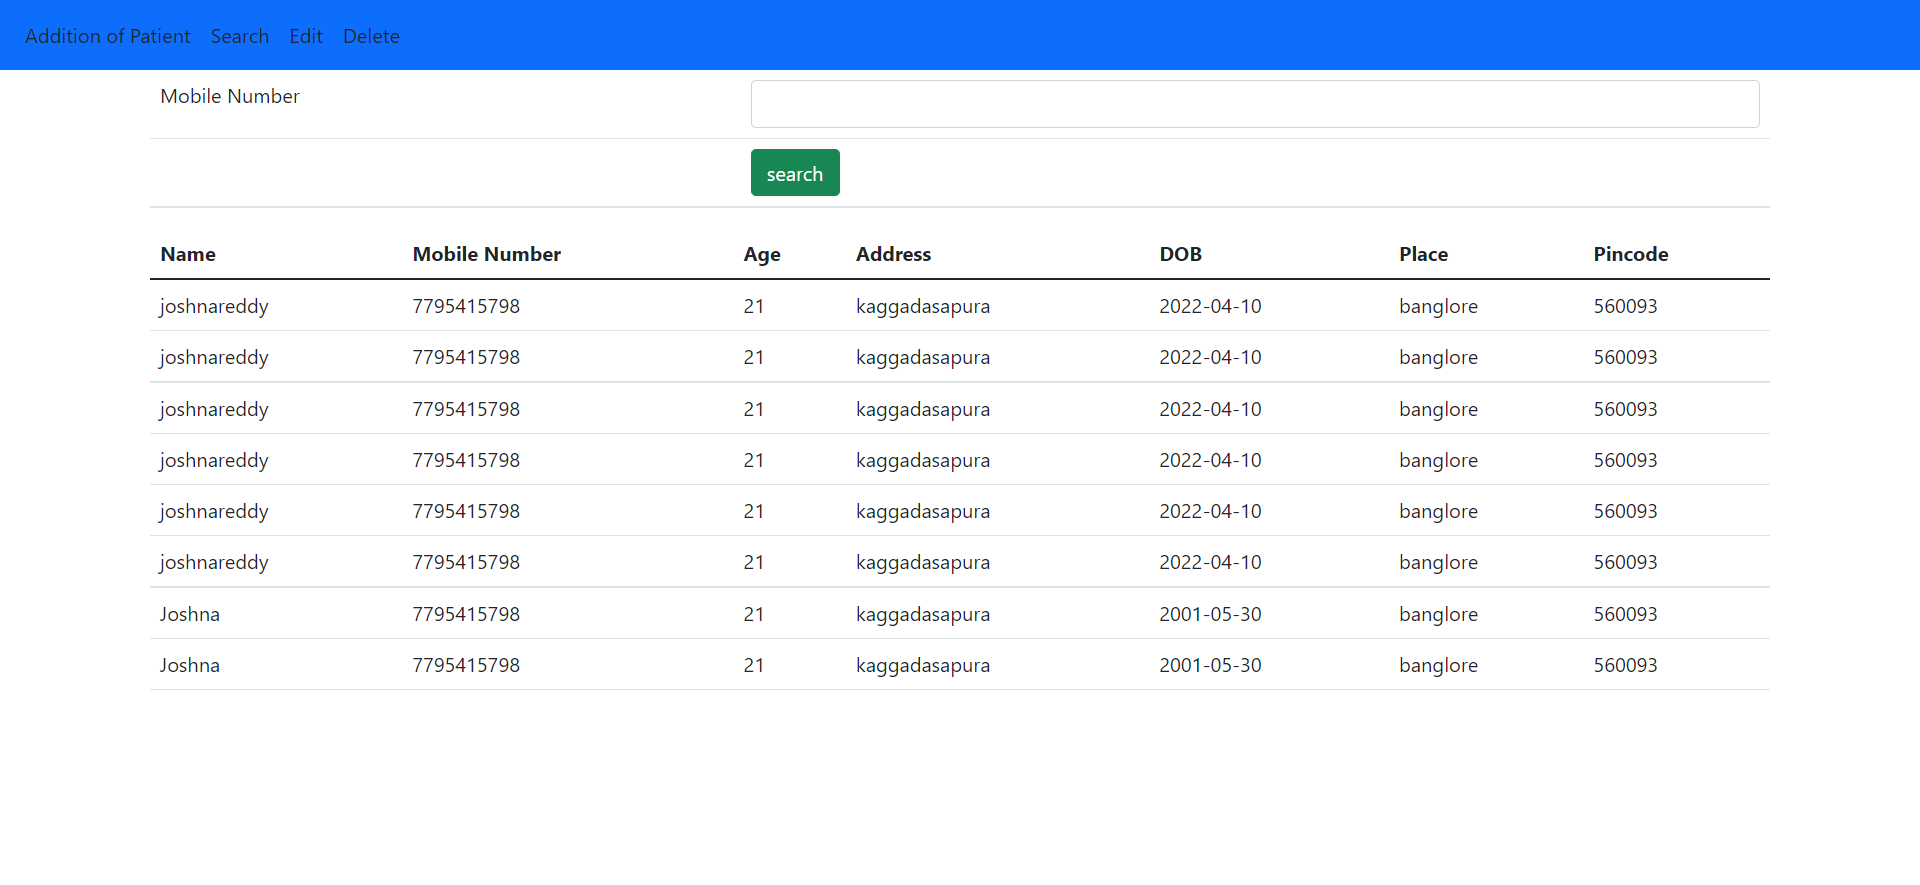 Addition of Patient Search Edit Delete
Mobile Number
search
Name Mobile Number Age Address DOB Place Pincode
joshnareddy 7795415798 21 kaggadasapura 2022-04-10 banglore 560093
joshnareddy 7795415798 21 kaggadasapura 2022-04-10 banglore 560093
joshnareddy 7795415798 21 kaggadasapura 2022-04-10 banglore 560093
joshnareddy 7795415798 21 kaggadasapura 2022-04-10 banglore 560093
joshnareddy 7795415798 21 kaggadasapura 2022-04-10 banglore 560093
joshnareddy 7795415798 21 kaggadasapura 2022-04-10 banglore 560093
Joshna 7795415798 21 kaggadasapura 2001-05-30 banglore 560093
Joshna 7795415798 21 kaggadasapura 2001-05-30 banglore 560093